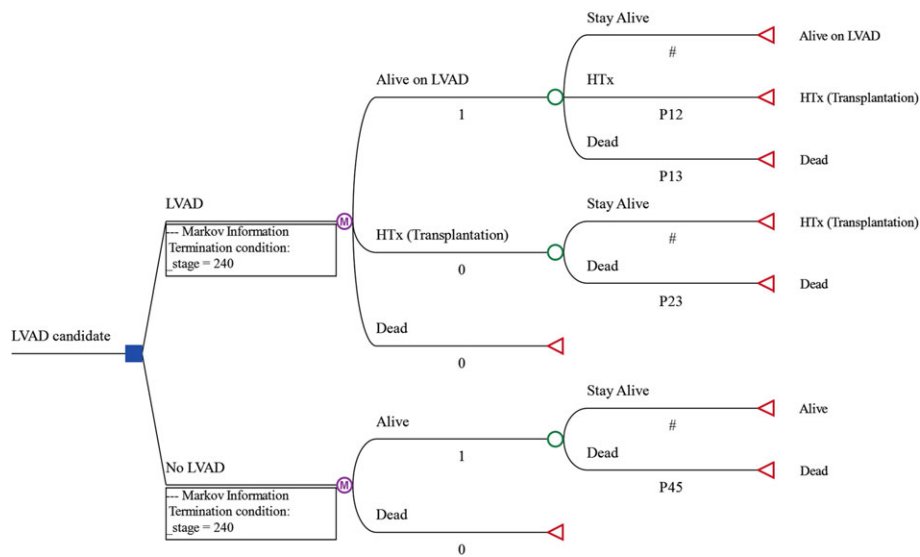 Stay Alive
#
Alive on LVAD
Alive on LVAD
1
HTx
P12
HTx (Transplantation)
Dead
P13
Dead
LVAD
M
--- Markov Information
Termination condition:
_stage = 240
HTx (Transplantation)
0
Stay Alive
#
HTx (Transplantation)
Dead
P23
Dead
Dead
0
LVAD candidate
No LVAD
M
--- Markov Information
Termination condition:
_stage = 240
Alive
1
Stay Alive
#
Alive
Dead
P45
Dead
Dead
0